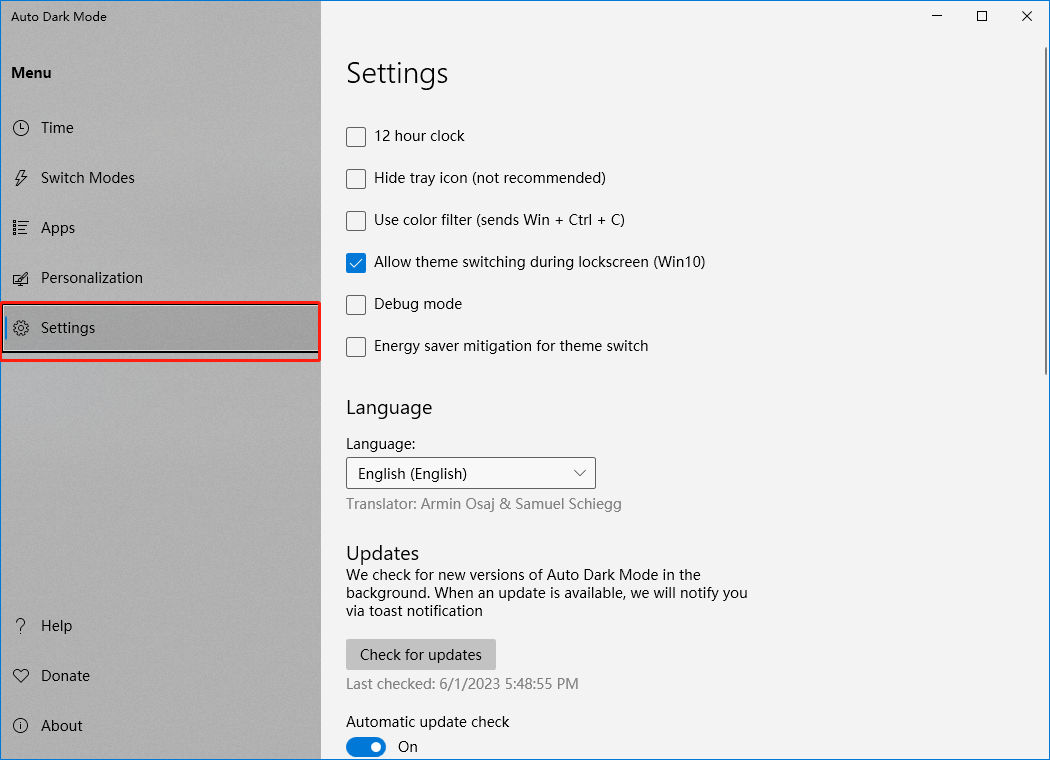 Auto Dark Mode
Menu
Time
Switch Modes
Apps
Personalization
Settings
Help
Donate
About
Settings
12 hour clock
Hide tray icon (not recommended)
Use color filter (sends Win + Ctrl + C)
Allow theme switching during lockscreen (Win10)
Debug mode
Energy saver mitigation for theme switch
Language
Language:
English (English)
Translator: Armin Osaj & Samuel Schiegg
Updates
We check for new versions of Auto Dark Mode in the
background. When an update is available, we will notify you
via toast notification
Check for updates
Last checked: 6/1/2023 5:48:55 PM
Automatic update check
On